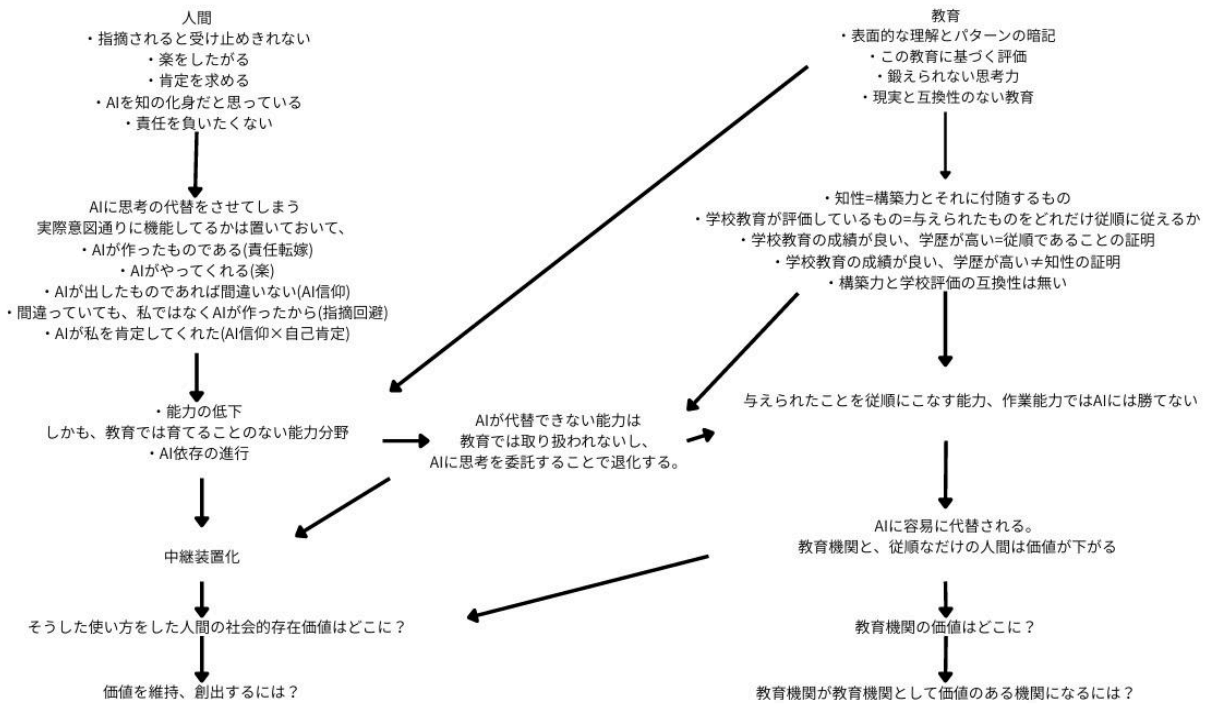 人間
・指摘されると受け止めきれない
・楽をしたがる
・肯定を求める
・AIを知の化身だと思っている
・責任を負いたくない
AIに思考の代替をさせてしまう
実際意図通りに機能してるかは置いておいて、
・AIが作ったものである(責任転嫁)
・AIがやってくれる(楽)
・AIが出したものであれば間違いない(AI信仰)
・間違っていても、私ではなくAIが作ったから(指摘回避)
・AIが私を肯定してくれた(AI信仰×自己肯定)
・能力の低下
しかも、教育では育てることのない能力分野
・AI依存の進行
中継装置化
そうした使い方をした人間の社会的存在価値はどこに？
価値を維持、創出するには？
AIが代替できない能力は
教育では取り扱われないし、
AIに思考を委託することで退化する。
教育
・表面的な理解とパターンの暗記
・この教育に基づく評価
・鍛えられない思考力
・現実と互換性のない教育
・知性=構築力とそれに付随するもの
・学校教育が評価しているもの=与えられたものをどれだけ従順に従えるか
・学校教育の成績が良い、学歴が高い=従順であることの証明
・学校教育の成績が良い、学歴が高い≠知性の証明
・構築力と学校評価の互換性は無い
与えられたことを従順にこなす能力、作業能力ではAIには勝てない
AIに容易に代替される。
教育機関と、従順なだけの人間は価値が下がる
教育機関の価値はどこに？
教育機関が教育機関として価値のある機関になるには？